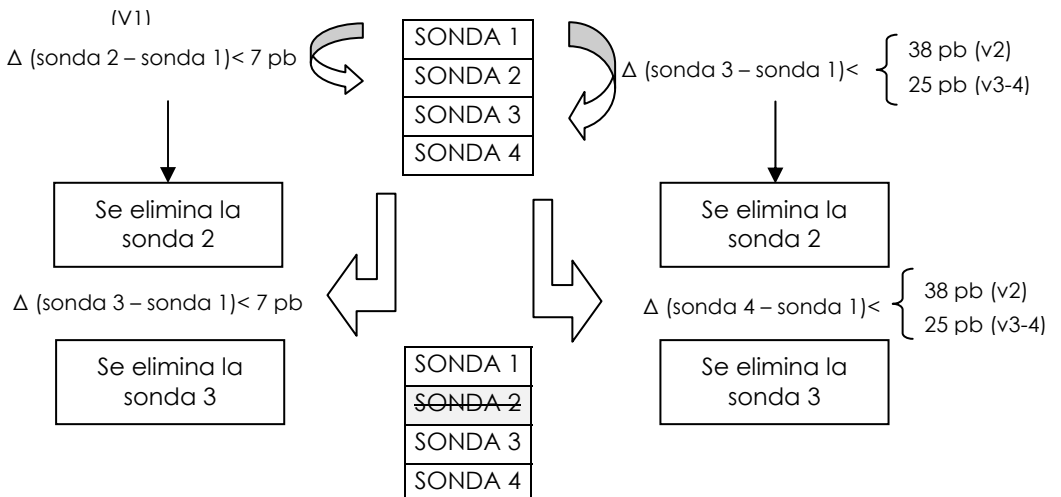 (V1)
Δ (sonda 2 – sonda 1)< 7 pb
SONDA 1
SONDA 2
SONDA 3
SONDA 4
Δ (sonda 3 – sonda 1)<
38 pb (v2)
25 pb (v3-4)
Se elimina la
sonda 2
Se elimina la
sonda 2
Δ (sonda 3 – sonda 1)< 7 pb
Δ (sonda 4 – sonda 1)<
38 pb (v2)
25 pb (v3-4)
Se elimina la
sonda 3
SONDA 1
SONDA 2
SONDA 3
SONDA 4
Se elimina la
sonda 3